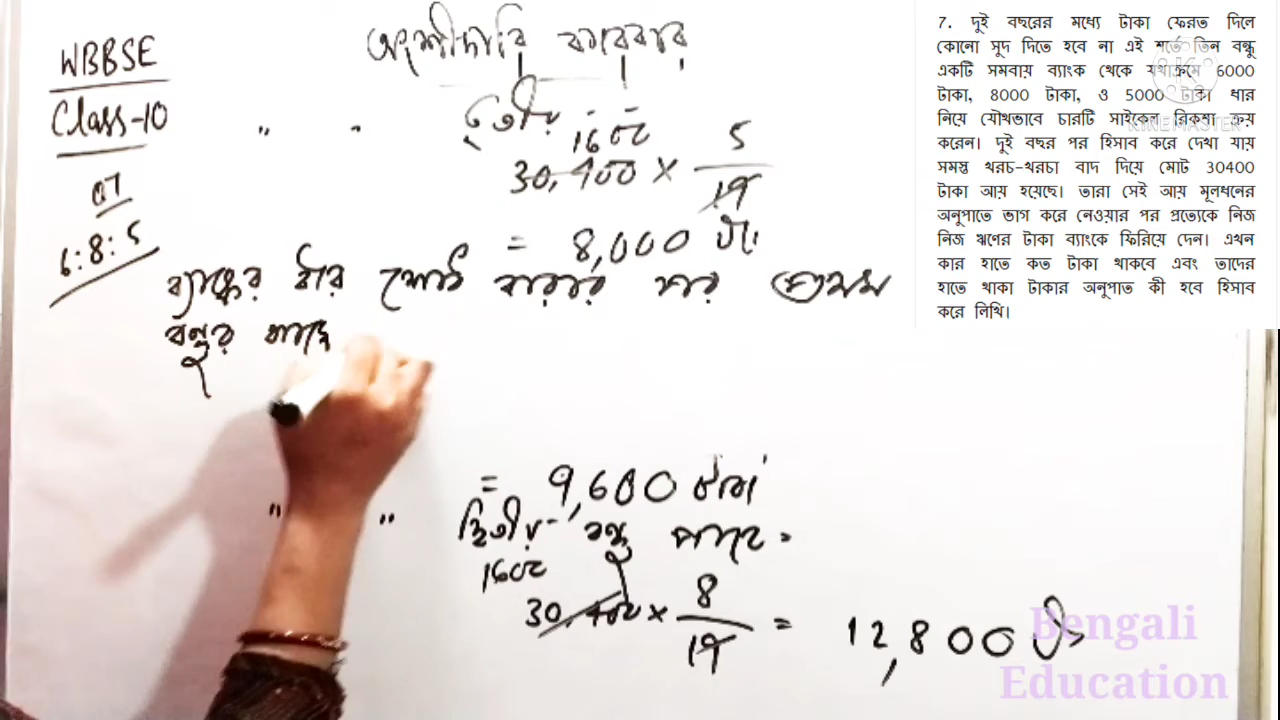 WBBSE
Class-10
07
6:8:5
অংশীদারি কারবার
" " তৃতীয়
1600
30,400 × 5/19
= 8,000 টা:
ব্যাঙ্কের ধার শোধ করার পর প্রথম
বন্ধুর কাছে
= 9,600 টাকা
" " দ্বিতীয় বন্ধু পাবে =
1600
30,400 × 8/19 = 12,800 টা:
7. দুই বছরের মধ্যে টাকা ফেরত দিলে
কোনো সুদ দিতে হবে না এই শর্তে তিন বন্ধু
একটি সমবায় ব্যাংক থেকে যথাক্রমে 6000
টাকা, 8000 টাকা, ও 5000 টাকা ধার
নিয়ে যৌথভাবে চারটি সাইকেল রিকশা ক্রয়
করেন। দুই বছর পর হিসাব করে দেখা যায়
সমস্ত খরচ-খরচা বাদ দিয়ে মোট 30400
টাকা আয় হয়েছে। তারা সেই আয় মূলধনের
অনুপাতে ভাগ করে নেওয়ার পর প্রত্যেকে নিজ
নিজ ঋণের টাকা ব্যাংকে ফিরিয়ে দেন। এখন
কার হাতে কত টাকা থাকবে এবং তাদের
হাতে থাকা টাকার অনুপাত কী হবে হিসাব
করে লিখি।
KINEMASTER
Bengali
Education